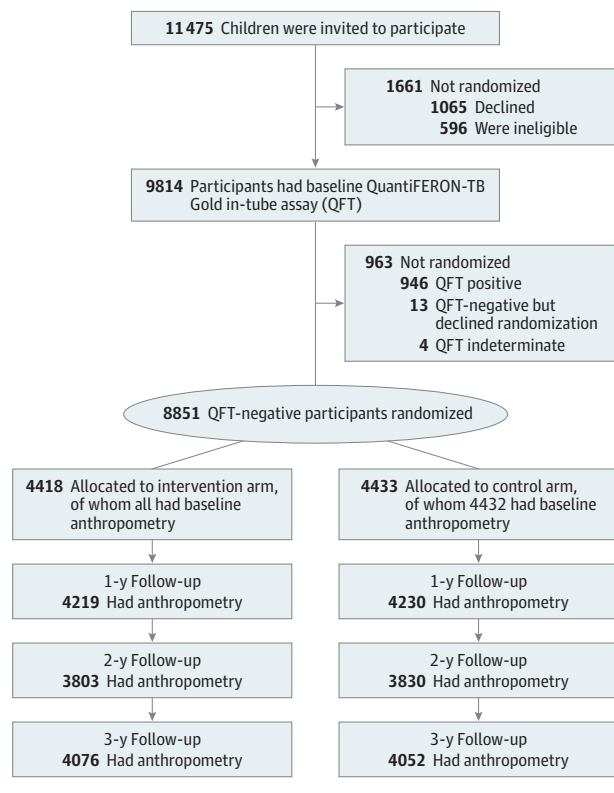 11 475 Children were invited to participate
1661 Not randomized
1065 Declined
596 Were ineligible
9814 Participants had baseline QuantiFERON-TB
Gold in-tube assay (QFT)
963 Not randomized
946 QFT positive
13 QFT-negative but
declined randomization
4 QFT indeterminate
8851 QFT-negative participants randomized
4418 Allocated to intervention arm,
of whom all had baseline
anthropometry
4433 Allocated to control arm,
of whom 4432 had baseline
anthropometry
1-y Follow-up
4219 Had anthropometry
1-y Follow-up
4230 Had anthropometry
2-y Follow-up
3803 Had anthropometry
2-y Follow-up
3830 Had anthropometry
3-y Follow-up
4076 Had anthropometry
3-y Follow-up
4052 Had anthropometry